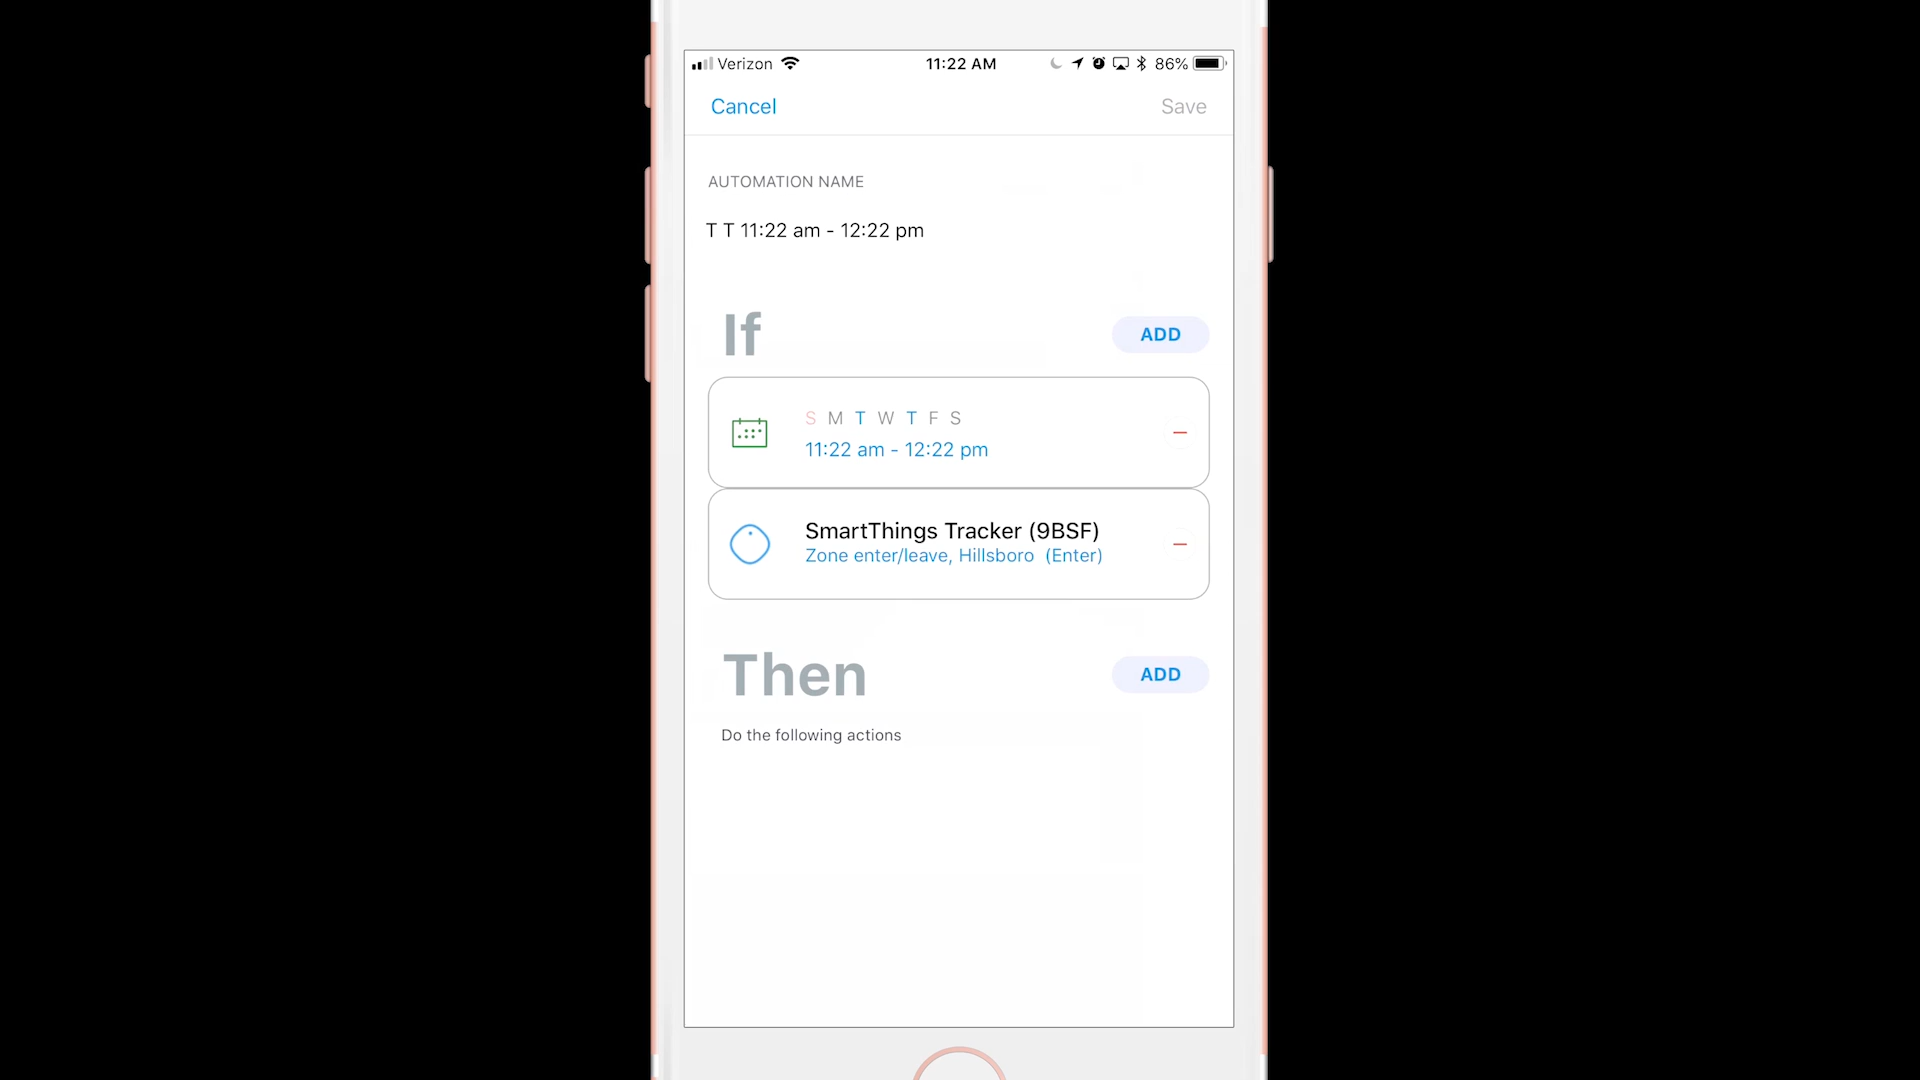 Verizon 11:22 AM 86%
Cancel Save
AUTOMATION NAME
T T 11:22 am - 12:22 pm
If ADD
S M T W T F S
11:22 am - 12:22 pm
SmartThings Tracker (9BSF)
Zone enter/leave, Hillsboro (Enter)
Then ADD
Do the following actions